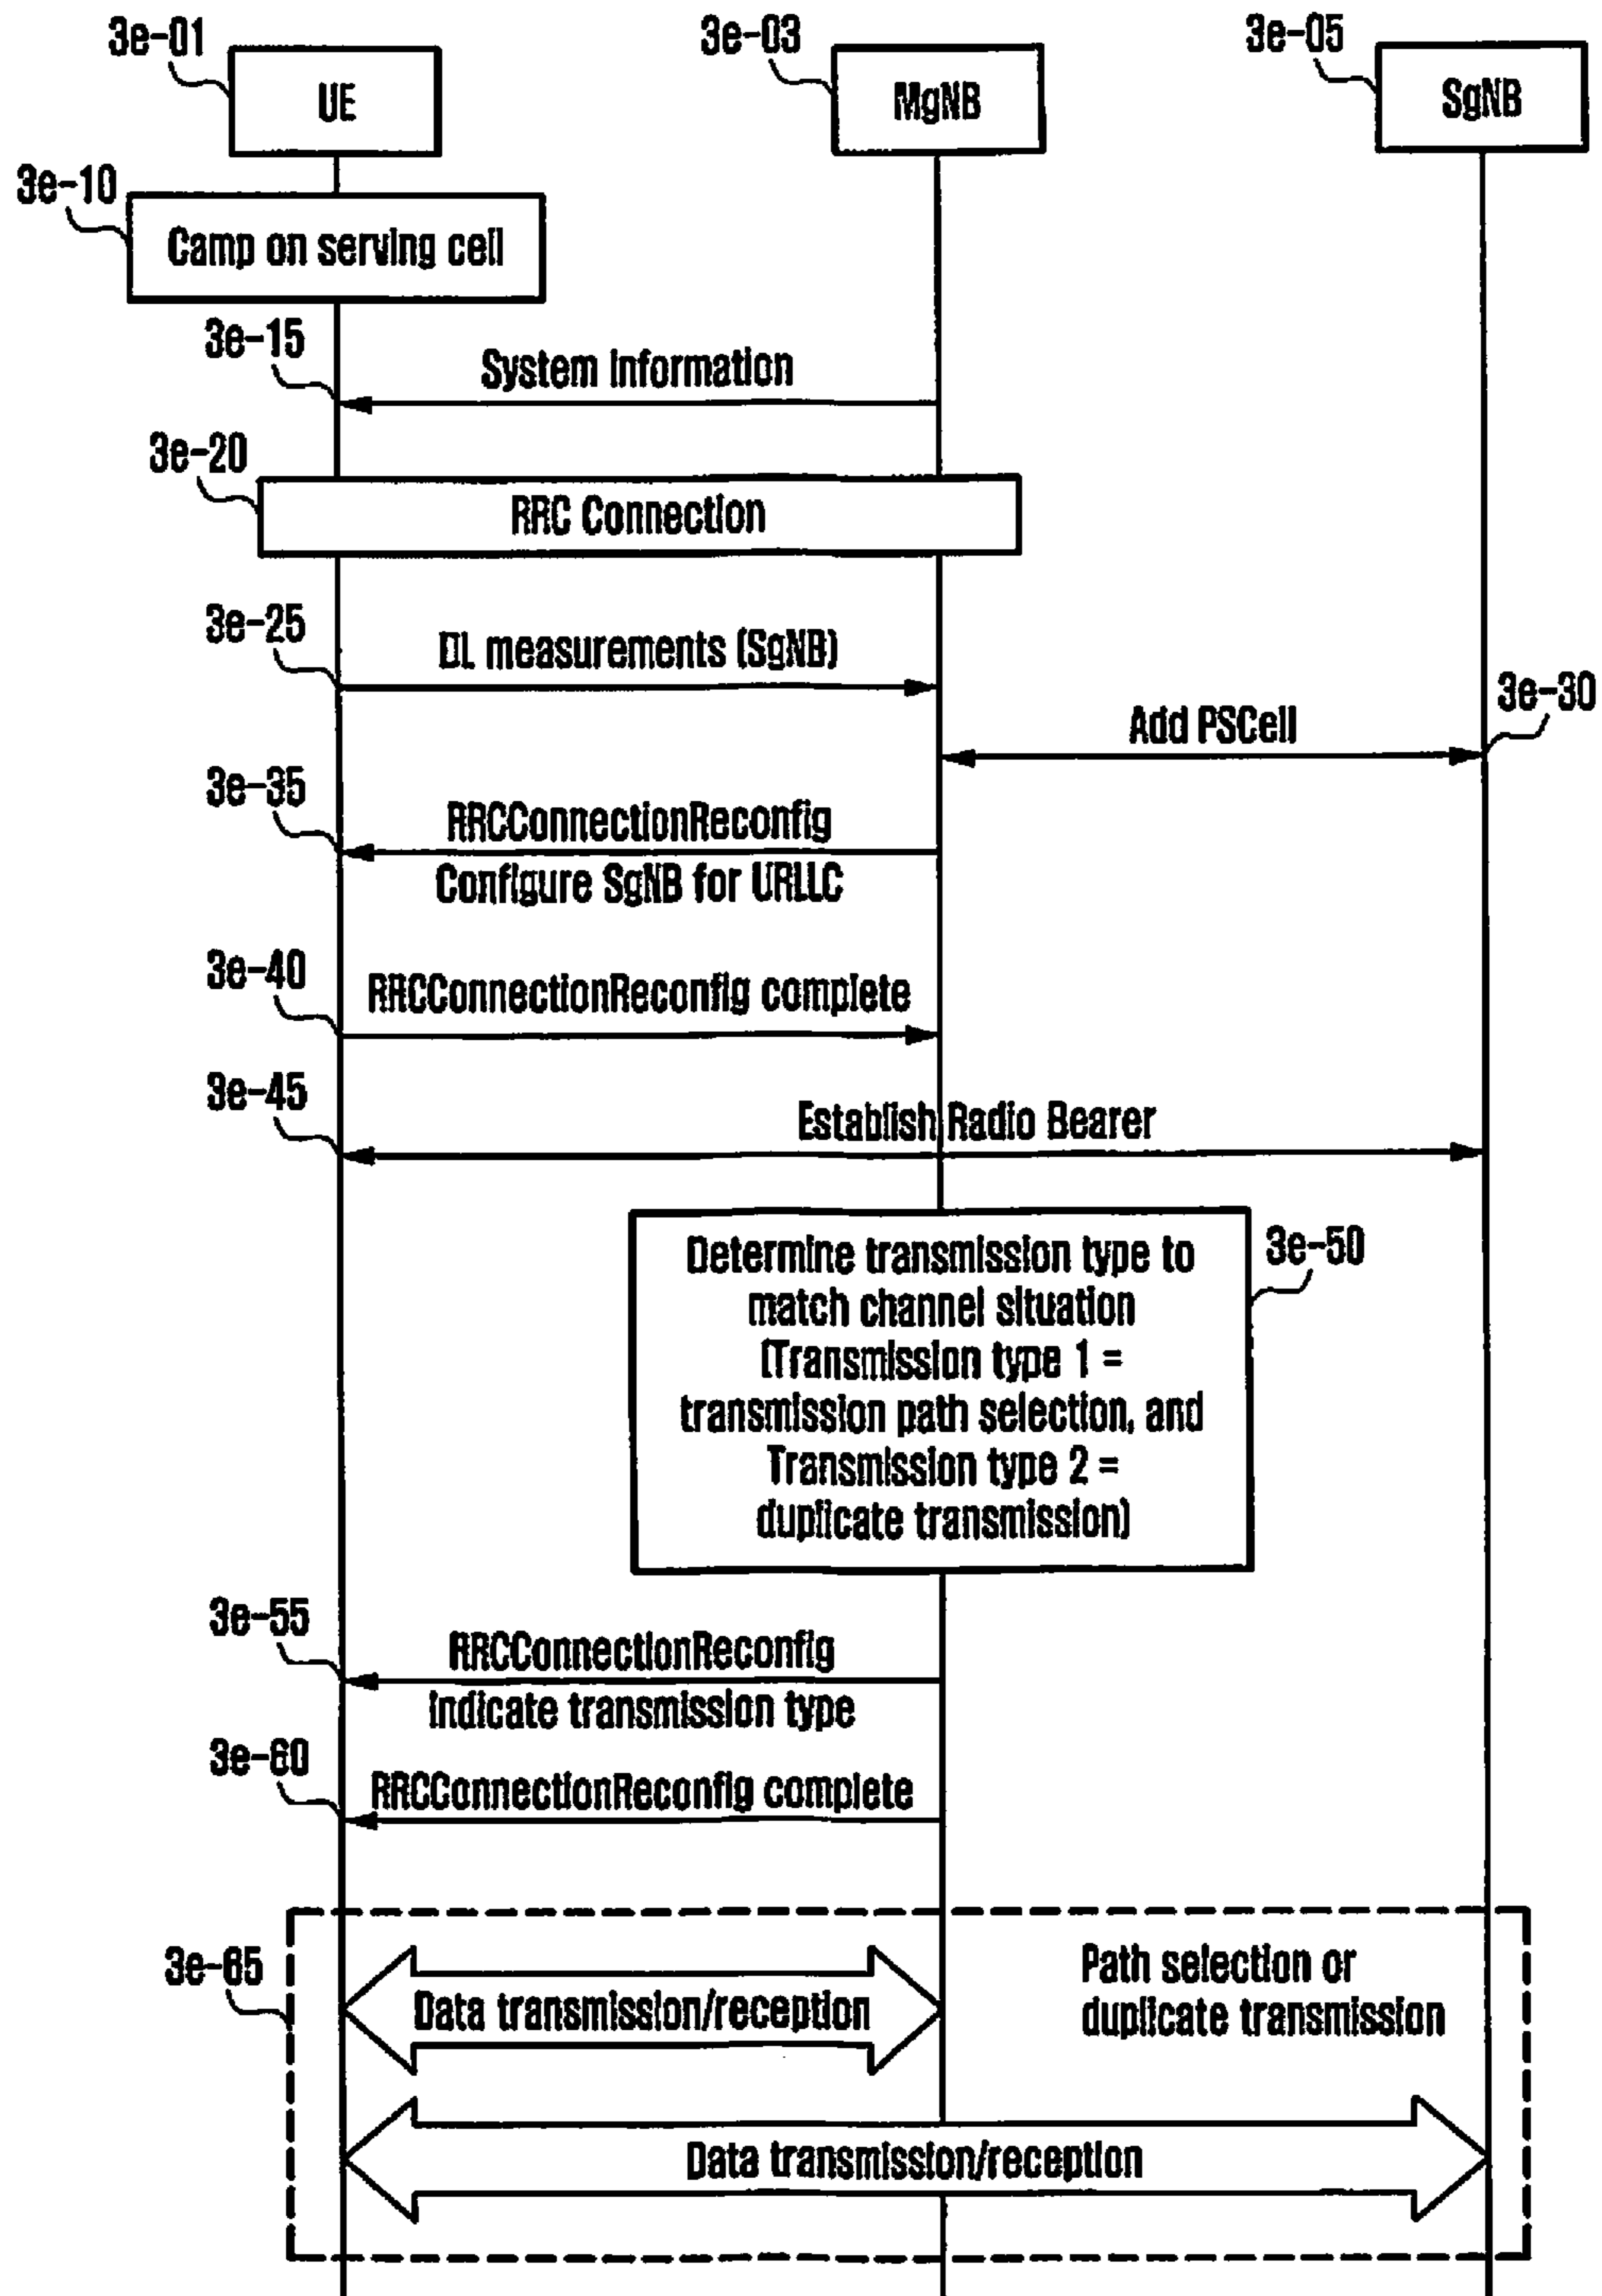 3e-01
3e-03
3e-05
UE
MgNB
SgNB
3e-10
Camp on serving cell
3e-15
System Information
3e-20
RRC Connection
3e-25
DL measurements (SgNB)
3e-30
Add PSCell
3e-35
RRCConnectionReconfig
Configure SgNB for URLLC
3e-40
RRCConnectionReconfig complete
3e-45
Establish Radio Bearer
3e-50
Determine transmission type to
match channel situation
(Transmission type 1 =
transmission path selection, and
Transmission type 2 =
duplicate transmission)
3e-55
RRCConnectionReconfig
Indicate transmission type
3e-60
RRCConnectionReconfig complete
3e-65
Data transmission/reception
Path selection or
duplicate transmission
Data transmission/reception